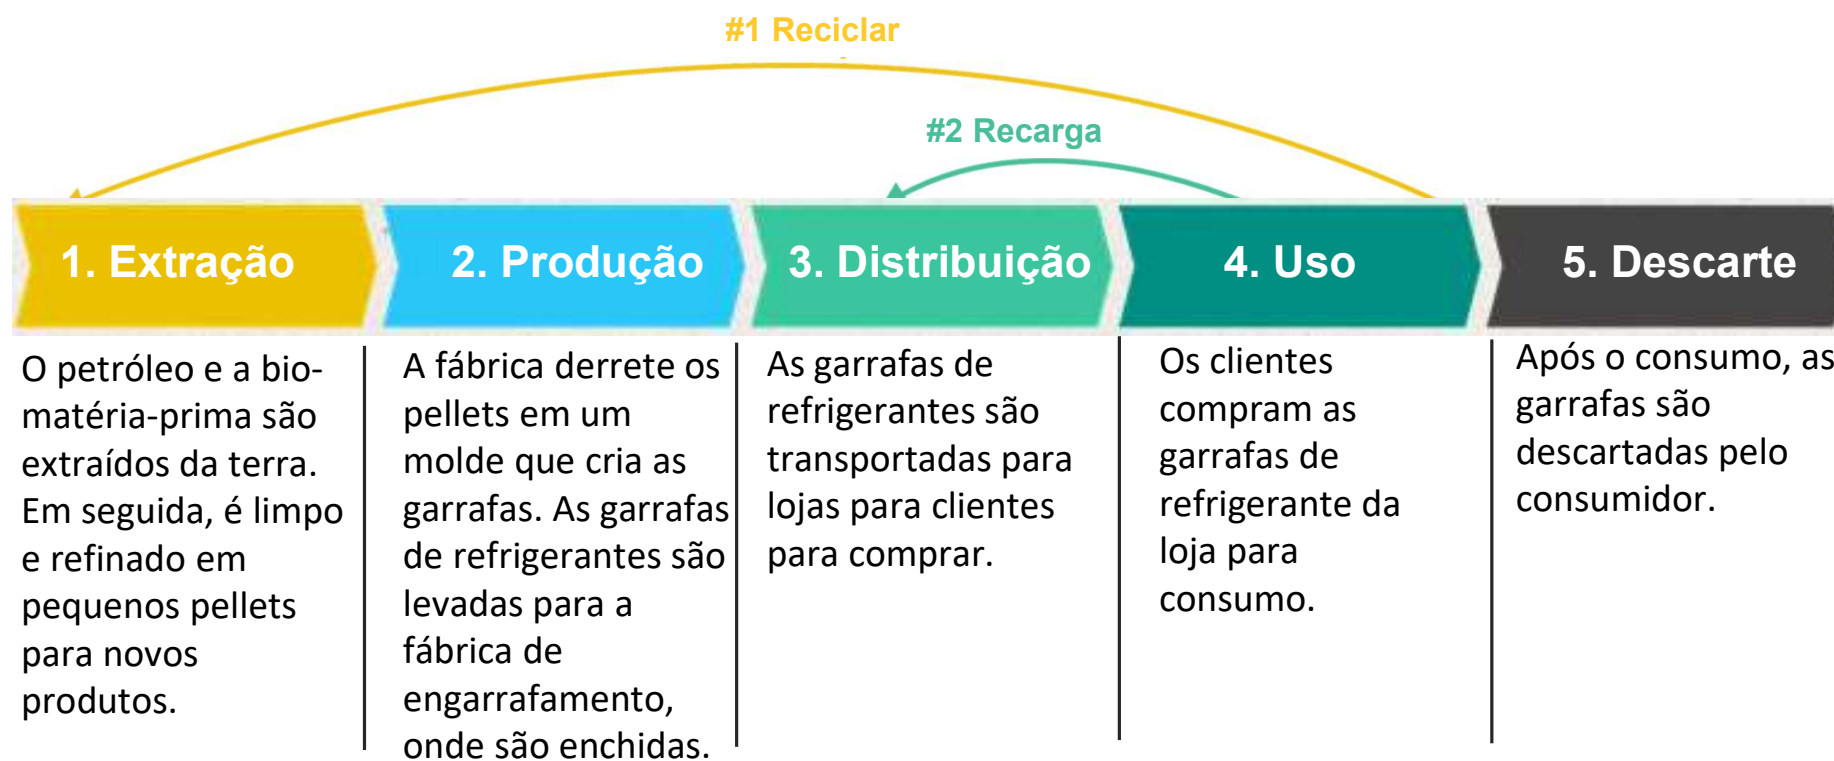 #1 Reciclar
#2 Recarga
1. Extração
2. Produção
3. Distribuição
4. Uso
5. Descarte
O petróleo e a bio-
matéria-prima são
extraídos da terra.
Em seguida, é limpo
e refinado em
pequenos pellets
para novos
produtos.
A fábrica derrete os
pellets em um
molde que cria as
garrafas. As garrafas
de refrigerantes são
levadas para a
fábrica de
engarrafamento,
onde são enchidas.
As garrafas de
refrigerantes são
transportadas para
lojas para clientes
para comprar.
Os clientes
compram as
garrafas de
refrigerante da
loja para
consumo.
Após o consumo, as
garrafas são
descartadas pelo
consumidor.